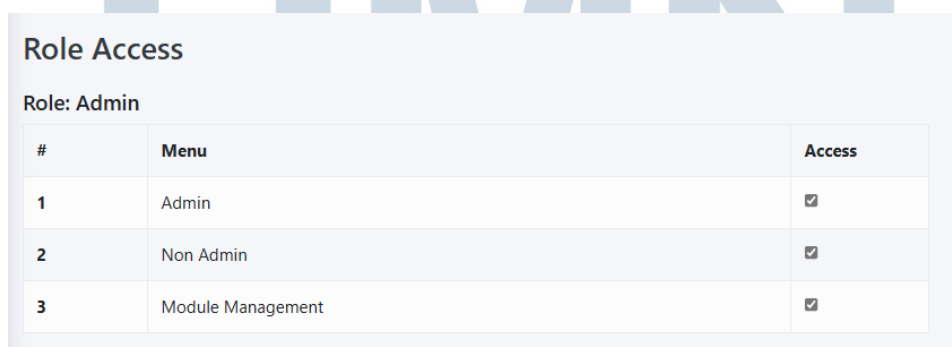 Role Access
Role: Admin
# Menu Access
1 Admin
2 Non Admin
3 Module Management